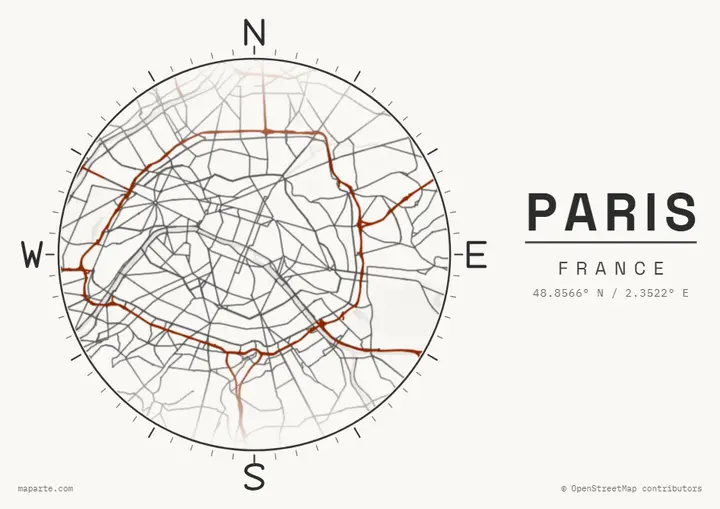 N
W
E
S
PARIS
FRANCE
48.8566° N / 2.3522° E
maparte.com
© OpenStreetMap contributors